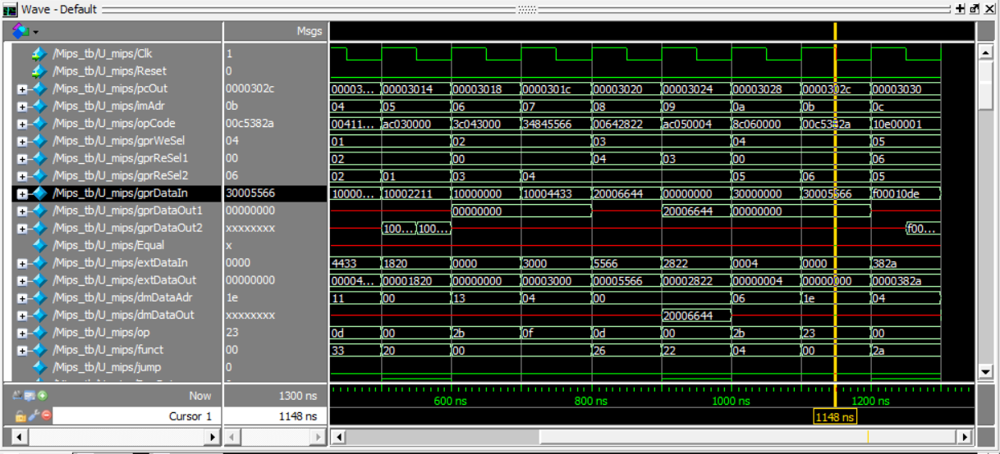 Wave - Default
Msgs
/Mips_tb/U_mips/Clk 1
/Mips_tb/U_mips/Reset 0
/Mips_tb/U_mips/pcOut 0000302c 00003... 00003014 00003018 0000301c 00003020 00003024 00003028 0000302c 00003030
/Mips_tb/U_mips/imAdr 0b 04 05 06 07 08 09 0a 0b 0c
/Mips_tb/U_mips/opCode 00c5382a 00411... ac030000 3c043000 34845566 00642822 ac050004 8c060000 00c5382a 10e00001
/Mips_tb/U_mips/gprWeSel 04 01 02 03 04 05
/Mips_tb/U_mips/gprReSel1 00 02 00 04 03 00 06
/Mips_tb/U_mips/gprReSel2 06 02 01 03 04 05 06 05
/Mips_tb/U_mips/gprDataIn 30005566 10000... 10002211 10000000 10004433 20006644 00000000 30000000 30005566 f00010de
/Mips_tb/U_mips/gprDataOut1 00000000 00000000 20006644 00000000
/Mips_tb/U_mips/gprDataOut2 xxxxxxxx 100... 100... f00...
/Mips_tb/U_mips/Equal x
/Mips_tb/U_mips/extDataIn 0000 4433 1820 0000 3000 5566 2822 0004 0000 382a
/Mips_tb/U_mips/extDataOut 00000000 00004... 00001820 00000000 00003000 00005566 00002822 00000004 00000000 0000382a
/Mips_tb/U_mips/dmDataAdr 1e 11 00 13 04 00 06 1e 04
/Mips_tb/U_mips/dmDataOut xxxxxxxx 20006644
/Mips_tb/U_mips/op 23 0d 00 2b 0f 0d 00 2b 23 00
/Mips_tb/U_mips/funct 00 33 20 00 26 22 04 00 2a
/Mips_tb/U_mips/jump 0
Now 1300 ns 600 ns 800 ns 1000 ns 1200 ns
Cursor 1 1148 ns 1148 ns